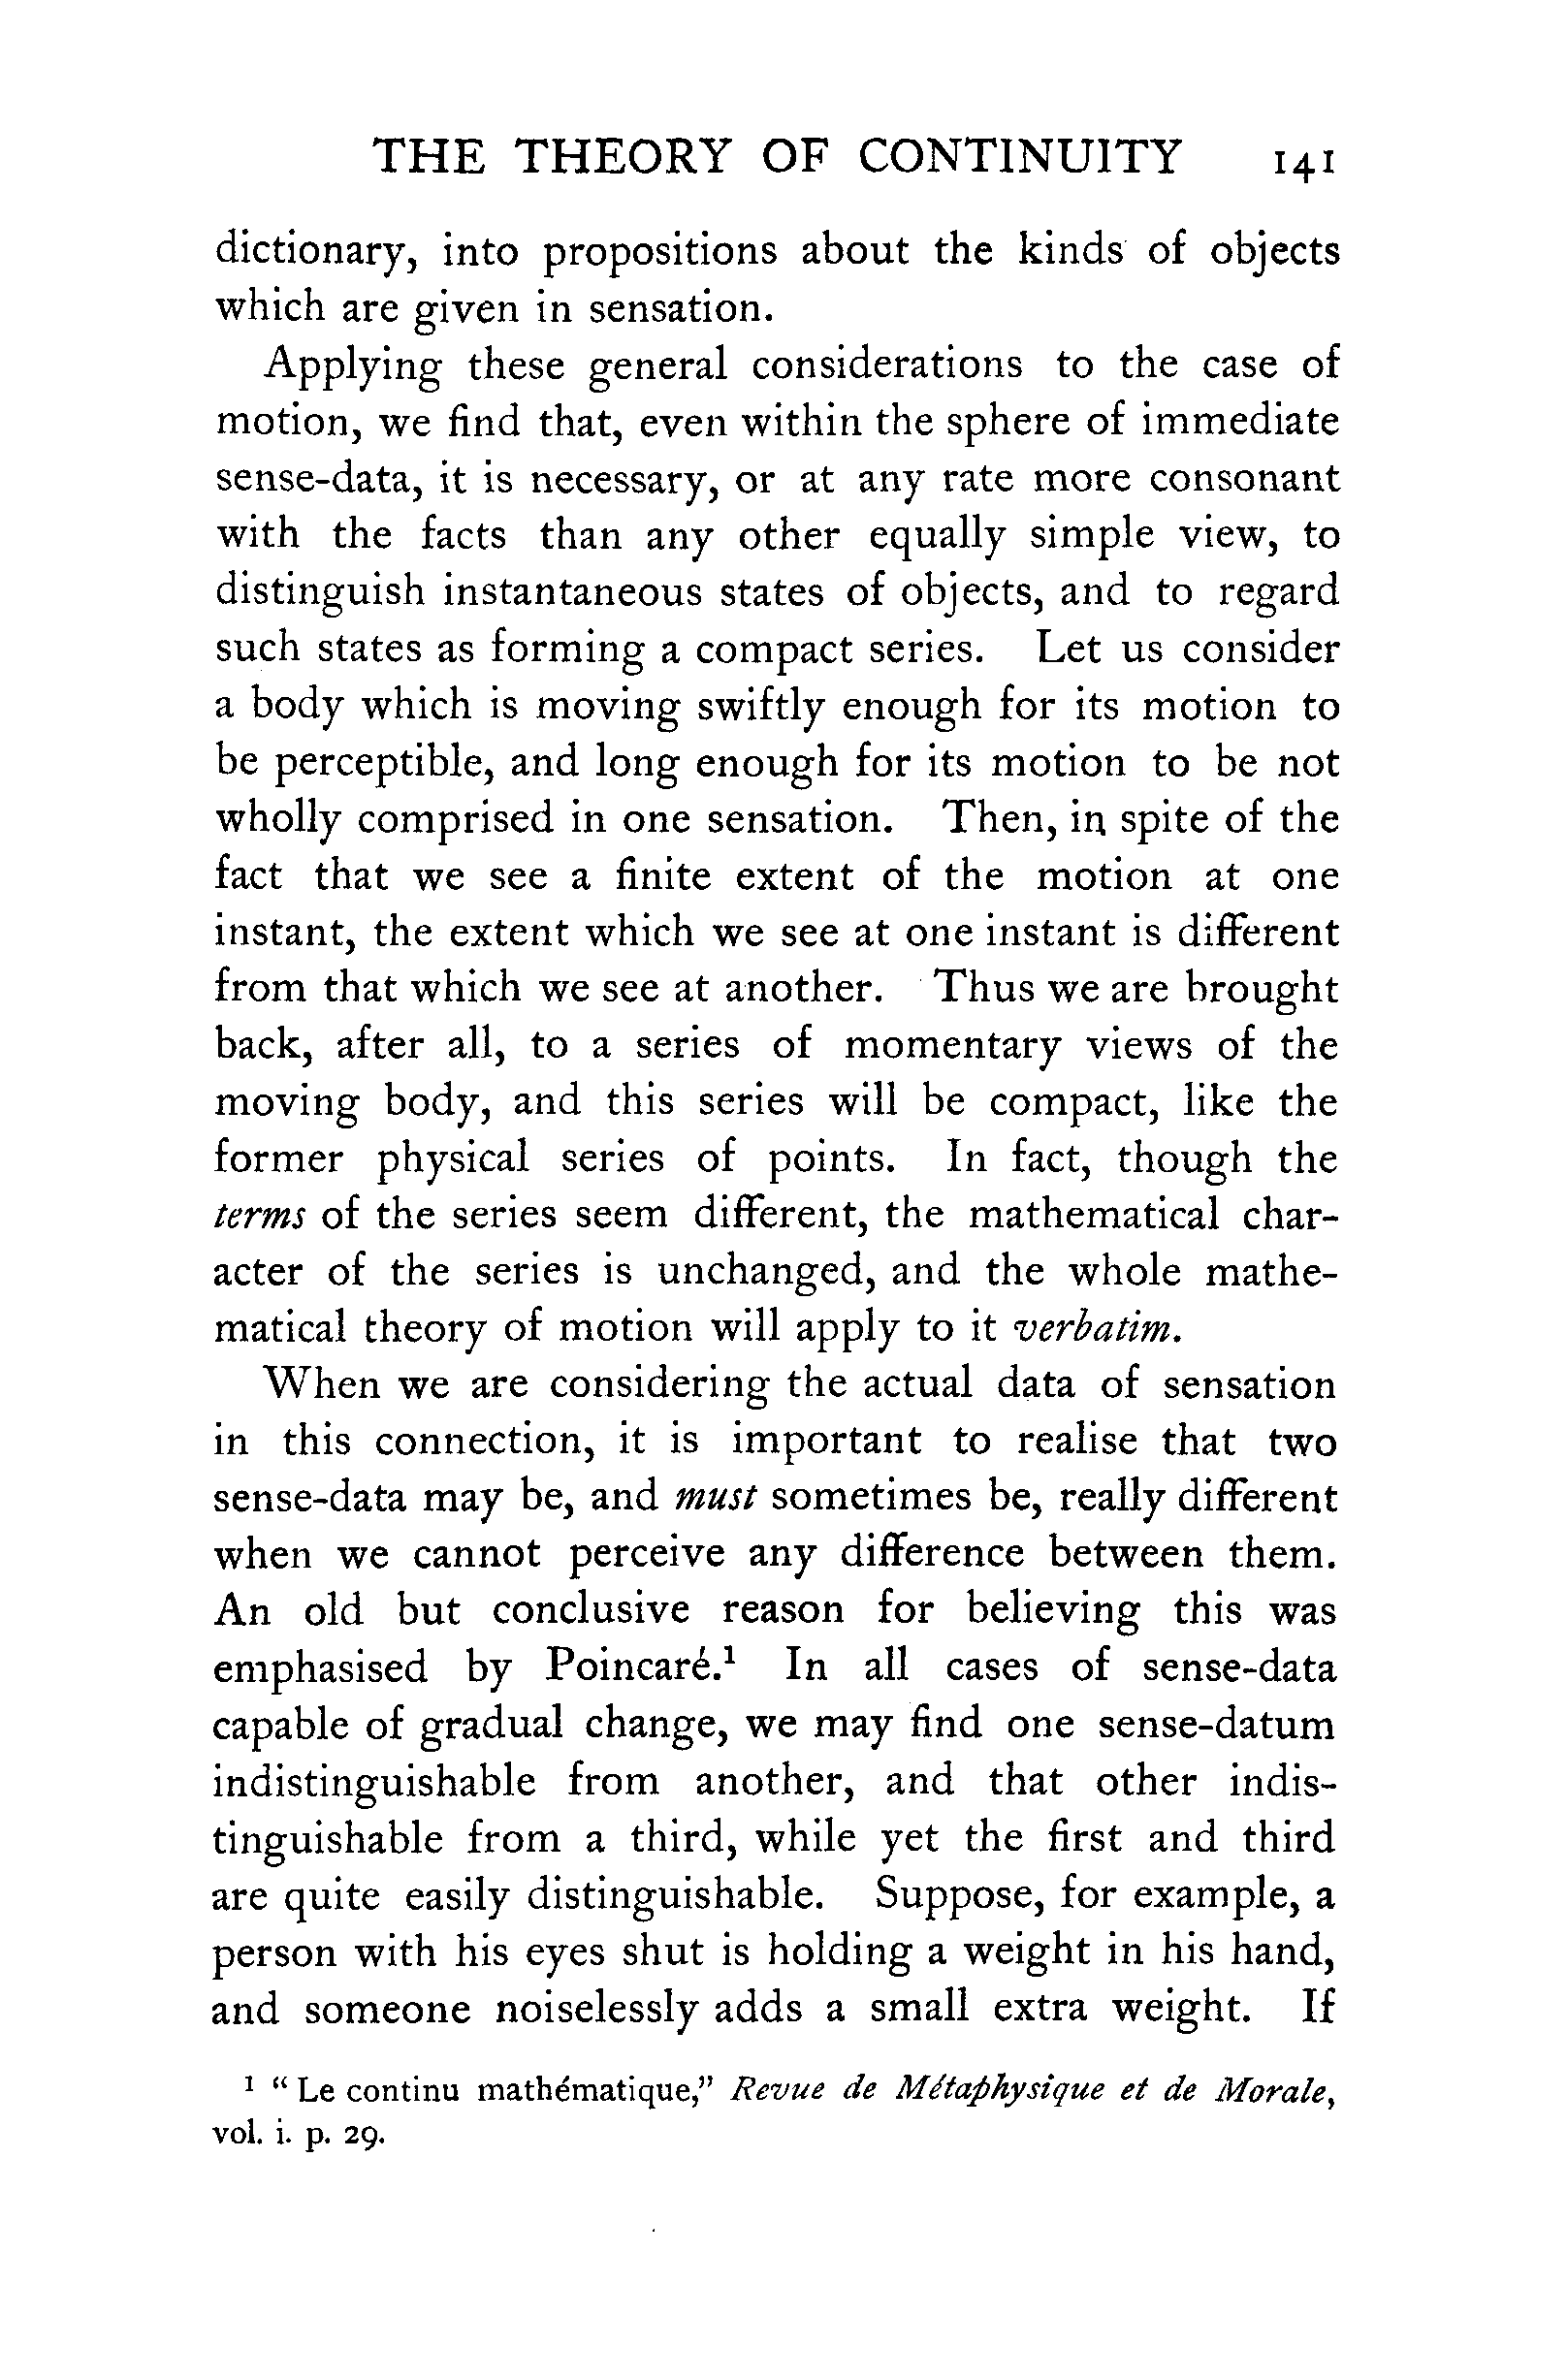 THE THEORY OF CONTINUITY 141
dictionary, into propositions about the kinds of objects
which are given in sensation.
Applying these general considerations to the case of
motion, we find that, even within the sphere of immediate
sense-data, it is necessary, or at any rate more consonant
with the facts than any other equally simple view, to
distinguish instantaneous states of objects, and to regard
such states as forming a compact series. Let us consider
a body which is moving swiftly enough for its motion to
be perceptible, and long enough for its motion to be not
wholly comprised in one sensation. Then, in spite of the
fact that we see a finite extent of the motion at one
instant, the extent which we see at one instant is different
from that which we see at another. Thus we are brought
back, after all, to a series of momentary views of the
moving body, and this series will be compact, like the
former physical series of points. In fact, though the
terms of the series seem different, the mathematical char-
acter of the series is unchanged, and the whole mathe-
matical theory of motion will apply to it verbatim.
When we are considering the actual data of sensation
in this connection, it is important to realise that two
sense-data may be, and must sometimes be, really different
when we cannot perceive any difference between them.
An old but conclusive reason for believing this was
emphasised by Poincaré.¹ In all cases of sense-data
capable of gradual change, we may find one sense-datum
indistinguishable from another, and that other indis-
tinguishable from a third, while yet the first and third
are quite easily distinguishable. Suppose, for example, a
person with his eyes shut is holding a weight in his hand,
and someone noiselessly adds a small extra weight. If
¹ “Le continu mathématique,” Revue de Métaphysique et de Morale,
vol. i. p. 29.